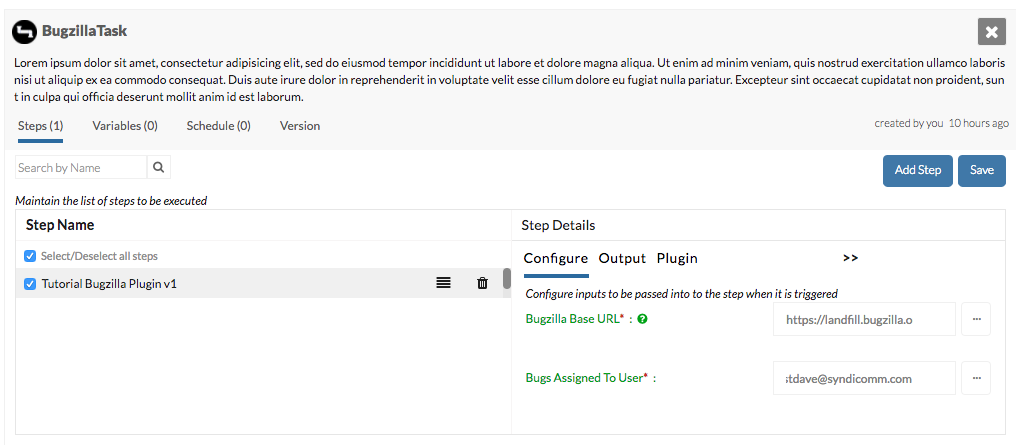 BugzillaTask
Lorem ipsum dolor sit amet, consectetur adipisicing elit, sed do eiusmod tempor incididunt ut labore et dolore magna aliqua. Ut enim ad minim veniam, quis nostrud exercitation ullamco laboris
nisi ut aliquip ex ea commodo consequat. Duis aute irure dolor in reprehenderit in voluptate velit esse cillum dolore eu fugiat nulla pariatur. Excepteur sint occaecat cupidatat non proident, sun
t in culpa qui officia deserunt mollit anim id est laborum.
Steps (1) Variables (0) Schedule (0) Version created by you 10 hours ago
Search by Name Add Step Save
Maintain the list of steps to be executed
Step Name
Select/Deselect all steps
Tutorial Bugzilla Plugin v1
Step Details
Configure Output Plugin >>
Configure inputs to be passed into to the step when it is triggered
Bugzilla Base URL* : ? https://landfill.bugzilla.o ...
Bugs Assigned To User* : stdave@syndicomm.com ...